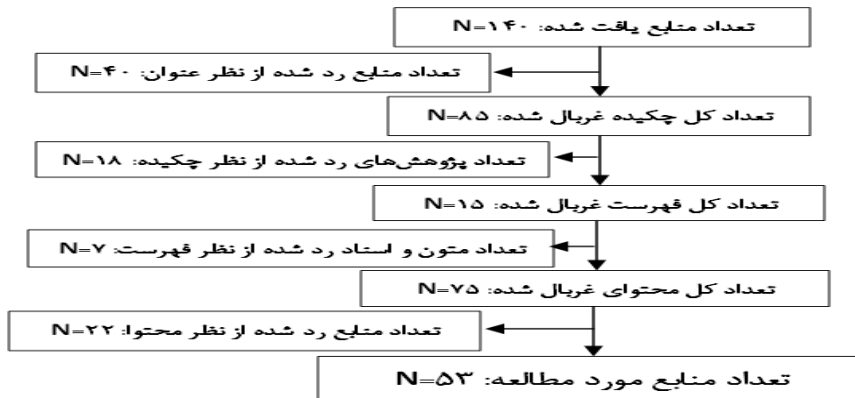 تعداد منابع یافت شده: N=۱۴۰
تعداد منابع رد شده از نظر عنوان: N=۴۰
تعداد کل چکیده غربال شده: N=۸۵
تعداد پژوهش‌های رد شده از نظر چکیده: N=۱۸
تعداد کل فهرست غربال شده: N=۱۵
تعداد متون و اسناد رد شده از نظر فهرست: N=۷
تعداد کل محتوای غربال شده: N=۷۵
تعداد منابع رد شده از نظر محتوا: N=۲۲
تعداد منابع مورد مطالعه: N=۵۳